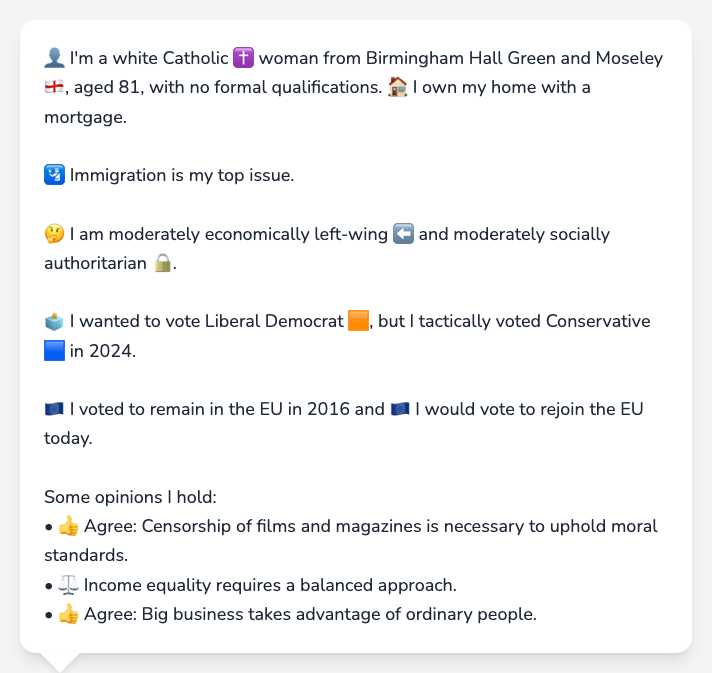 👤 I'm a white Catholic ✝️ woman from Birmingham Hall Green and Moseley
🏴󠁧󠁢󠁥󠁮󠁧󠁿, aged 81, with no formal qualifications. 🏠 I own my home with a
mortgage.
🛂 Immigration is my top issue.
🤔 I am moderately economically left-wing ⬅️ and moderately socially
authoritarian 🔒.
🗳️ I wanted to vote Liberal Democrat 🟧, but I tactically voted Conservative
🟦 in 2024.
🇪🇺 I voted to remain in the EU in 2016 and 🇪🇺 I would vote to rejoin the EU
today.
Some opinions I hold:
• 👍 Agree: Censorship of films and magazines is necessary to uphold moral
standards.
• ⚖️ Income equality requires a balanced approach.
• 👍 Agree: Big business takes advantage of ordinary people.